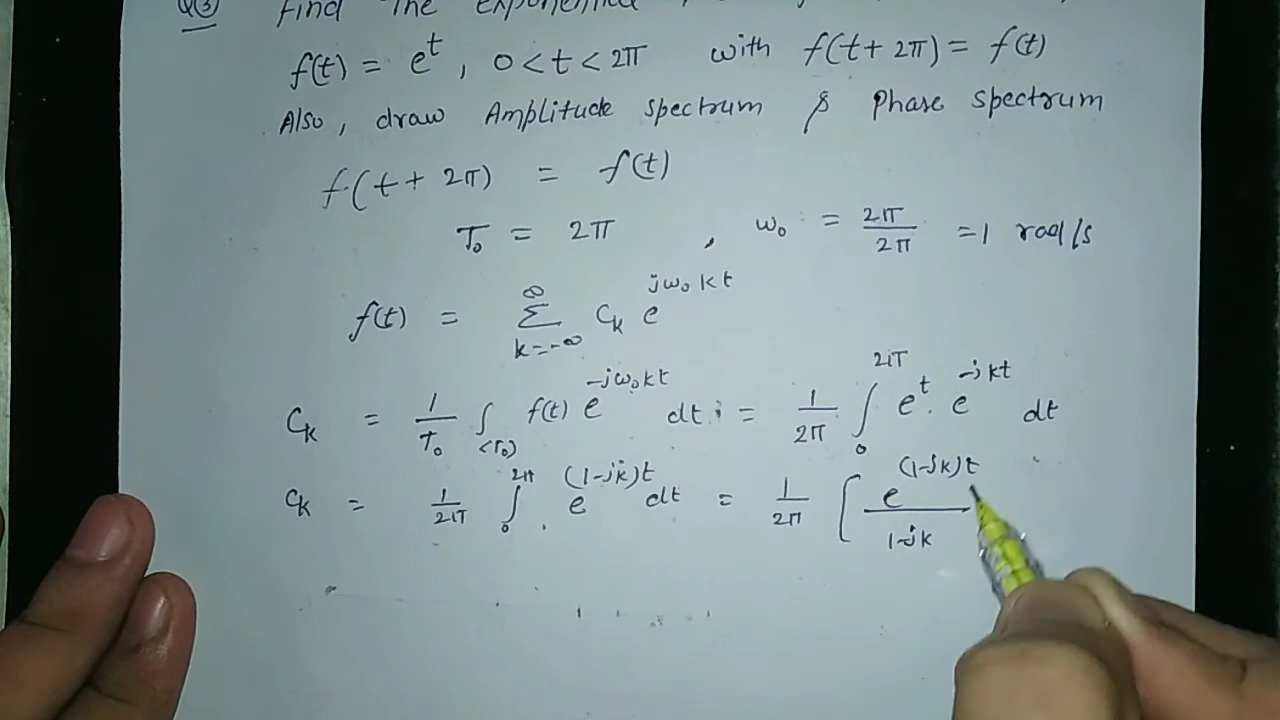 Q③ Find the exponential
f(t) = e^t , 0 < t < 2π with f(t + 2π) = f(t)
Also , draw Amplitude spectrum & Phase spectrum
f(t + 2π) = f(t)
T₀ = 2π , ω₀ = 2π/2π = 1 rad/s
f(t) = ∑_{k=-∞}^{∞} C_k e^{jω₀kt}
C_k = 1/T₀ ∫_{<T₀>} f(t) e^{-jω₀kt} dt = 1/2π ∫_0^{2π} e^t . e^{-jkt} dt
C_k = 1/2π ∫_0^{2π} e^{(1-jk)t} dt = 1/2π [ e^{(1-jk)t}/1-jk